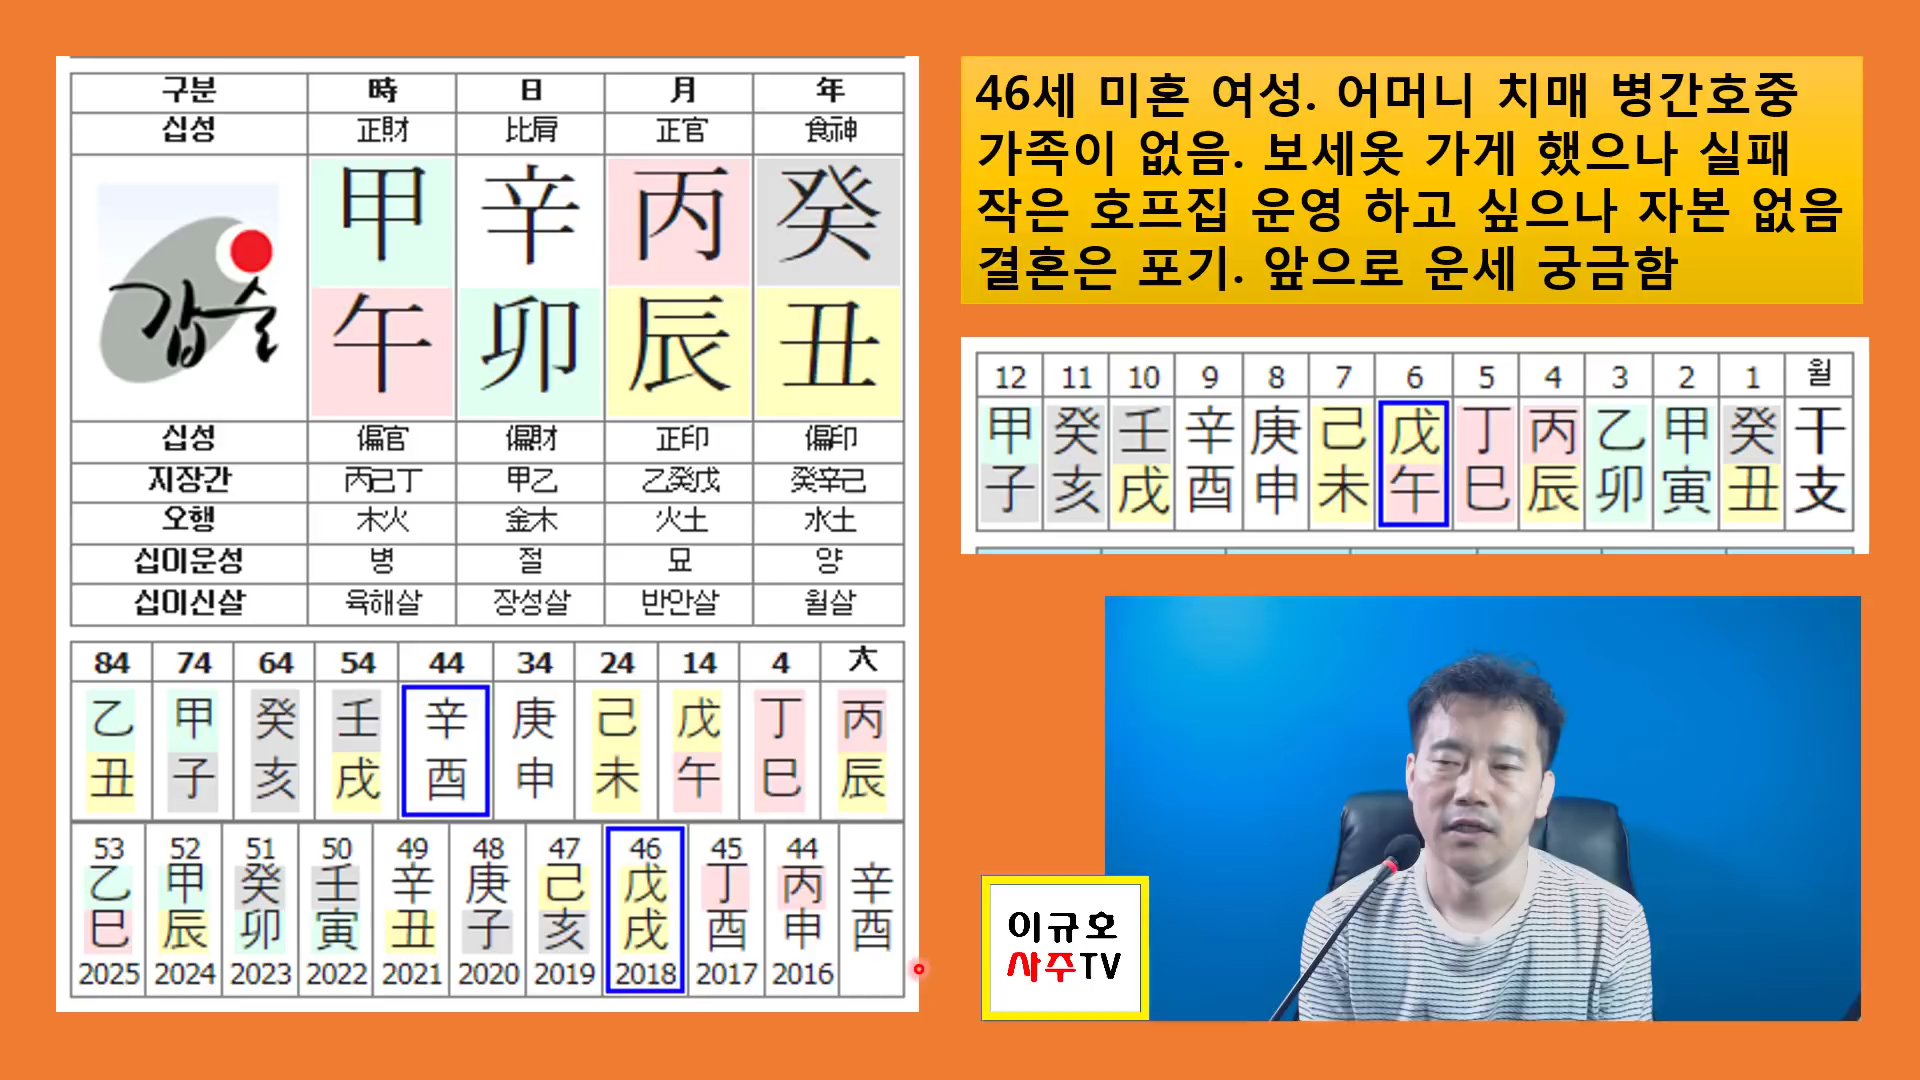 구분 時 日 月 年
십성 正財 比肩 正官 食神
甲 辛 丙 癸
갑술
午 卯 辰 丑
십성 偏官 偏財 正印 偏印
지장간 丙己丁 甲乙 乙癸戊 癸辛己
오행 木火 金木 火土 水土
십이운성 병 절 묘 양
십이신살 육해살 장성살 반안살 월살
84 74 64 54 44 34 24 14 4 大
乙 甲 癸 壬 辛 庚 己 戊 丁 丙
丑 子 亥 戌 酉 申 未 午 巳 辰
53 52 51 50 49 48 47 46 45 44
乙 甲 癸 壬 辛 庚 己 戊 丁 丙 辛
巳 辰 卯 寅 丑 子 亥 戌 酉 申 酉
2025 2024 2023 2022 2021 2020 2019 2018 2017 2016
46세 미혼 여성. 어머니 치매 병간호중
가족이 없음. 보세옷 가게 했으나 실패
작은 호프집 운영 하고 싶으나 자본 없음
결혼은 포기. 앞으로 운세 궁금함
12 11 10 9 8 7 6 5 4 3 2 1 월
甲 癸 壬 辛 庚 己 戊 丁 丙 乙 甲 癸 干
子 亥 戌 酉 申 未 午 巳 辰 卯 寅 丑 支
이규호
사주TV